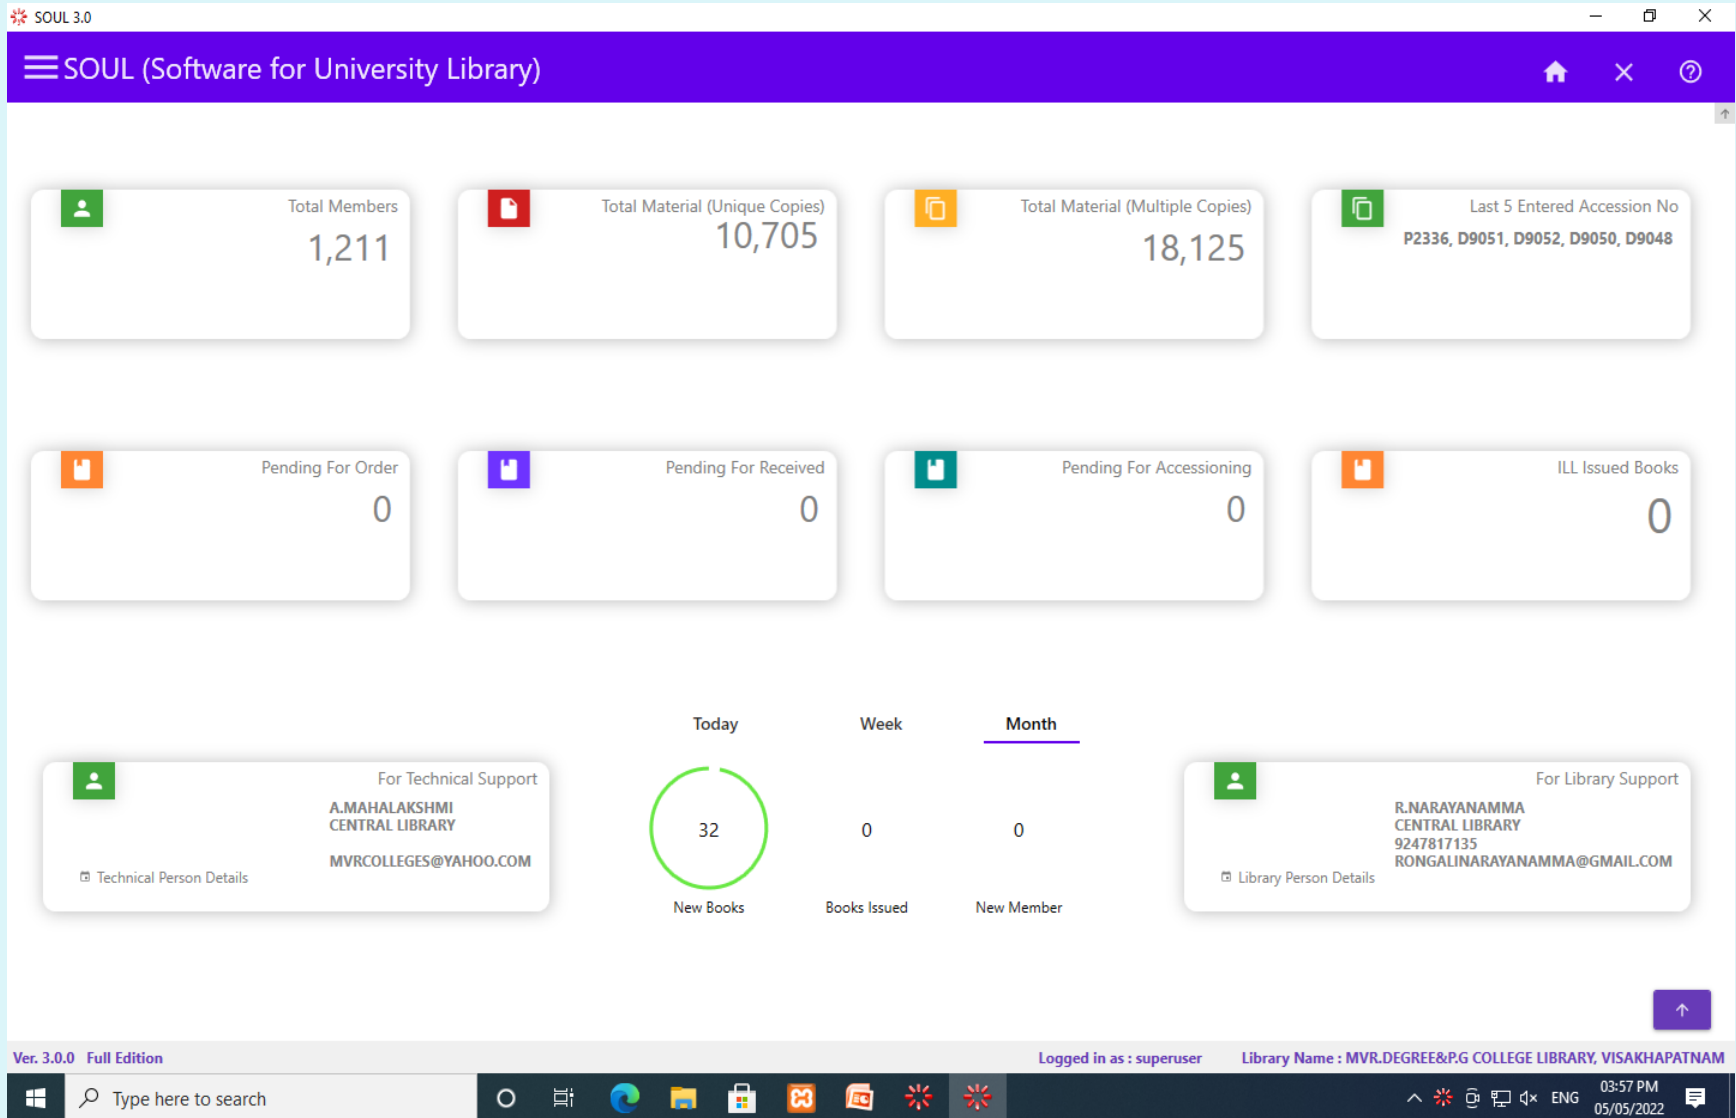 SOUL 3.0
SOUL (Software for University Library)
Total Members
1,211
Total Material (Unique Copies)
10,705
Total Material (Multiple Copies)
18,125
Last 5 Entered Accession No
P2336, D9051, D9052, D9050, D9048
Pending For Order
0
Pending For Received
0
Pending For Accessioning
0
ILL Issued Books
0
Today Week Month
For Technical Support
A.MAHALAKSHMI
CENTRAL LIBRARY
MVRCOLLEGES@YAHOO.COM
Technical Person Details
32
New Books
0
Books Issued
0
New Member
For Library Support
R.NARAYANAMMA
CENTRAL LIBRARY
9247817135
RONGALINARAYANAMMA@GMAIL.COM
Library Person Details
Ver. 3.0.0 Full Edition
Logged in as : superuser
Library Name : MVR.DEGREE&P.G COLLEGE LIBRARY, VISAKHAPATNAM
Type here to search
ENG
03:57 PM
05/05/2022